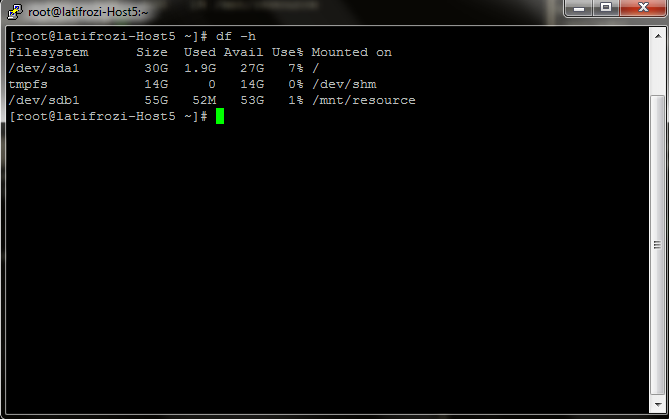 root@latifrozi-Host5:~
[root@latifrozi-Host5 ~]# df -h
Filesystem      Size  Used Avail Use% Mounted on
/dev/sda1        30G  1.9G   27G   7% /
tmpfs            14G     0   14G   0% /dev/shm
/dev/sdb1        55G   52M   53G   1% /mnt/resource
[root@latifrozi-Host5 ~]#